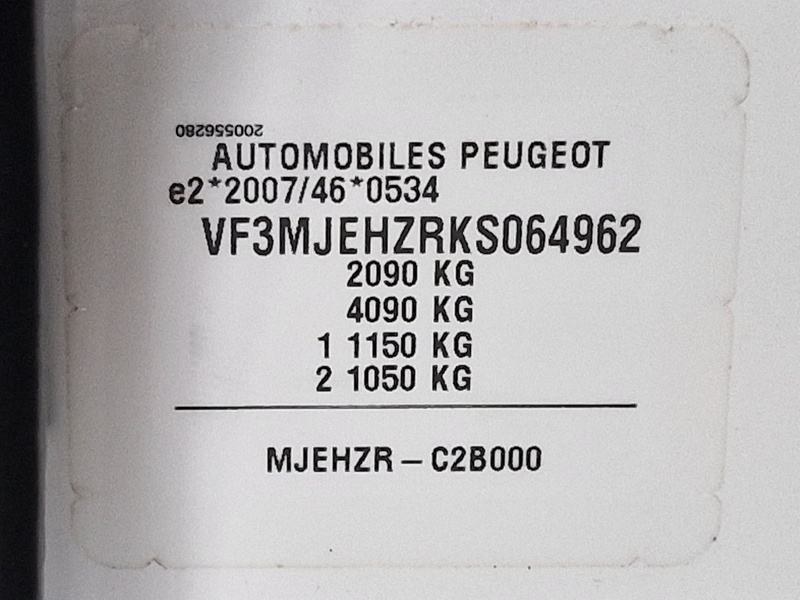 200556280
AUTOMOBILES PEUGEOT
e2*2007/46*0534
VF3MJEHZRKS064962
2090 KG
4090 KG
1 1150 KG
2 1050 KG
MJEHZR – C2B000